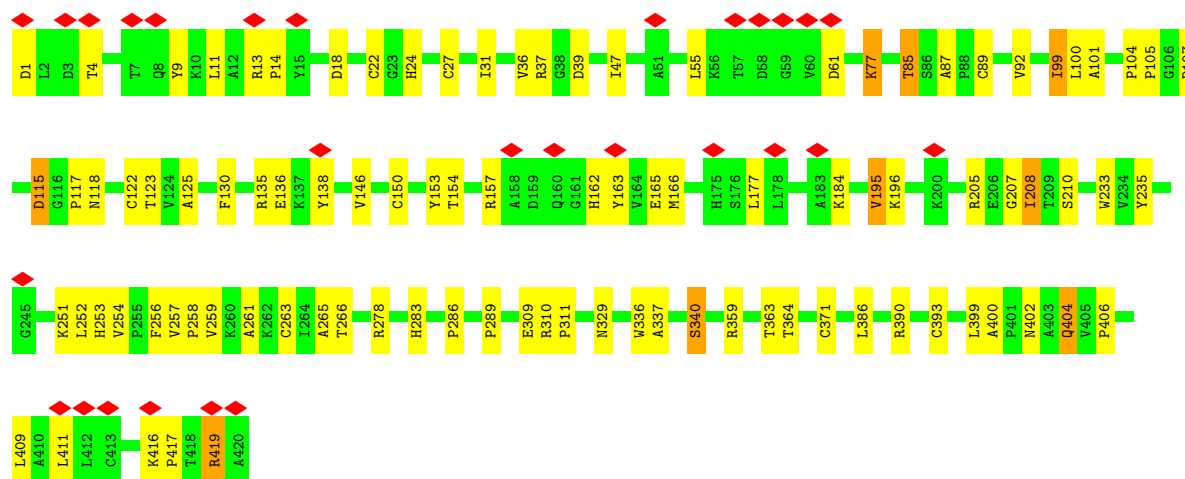 D1 L2 D3 T4 T7 Q8 Y9 K10 L11 A12 R13 P14 Y15 D18 C22 G23 H24 C27 I31 V36 R37 G38 D39 I47 A51 L55 K56 T57 D58 G59 V60 D61 K77 T85 S86 A87 P88 C89 V92 I99 L100 A101 P104 P105 G106
D115 G116 P117 N118 C122 T123 V124 A125 F130 R135 E136 K137 Y138 V146 C150 Y153 T154 R157 A158 D159 Q160 G161 H162 Y163 V164 E165 M166 H175 S176 L177 L178 A183 K184 V195 K196 K200 R205 E206 G207 I208 T209 S210 W233 V234 Y235
G245 K251 L252 H253 V254 P255 F256 V257 P258 V259 K260 A261 K262 C263 I264 A265 T266 R278 H283 P286 P289 E309 R310 P311 N329 W336 A337 S340 R359 T363 T364 C371 L386 R390 C393 L399 A400 P401 N402 A403 Q404 V405 P406
L409 A410 L411 L412 C413 K416 P417 T418 R419 A420